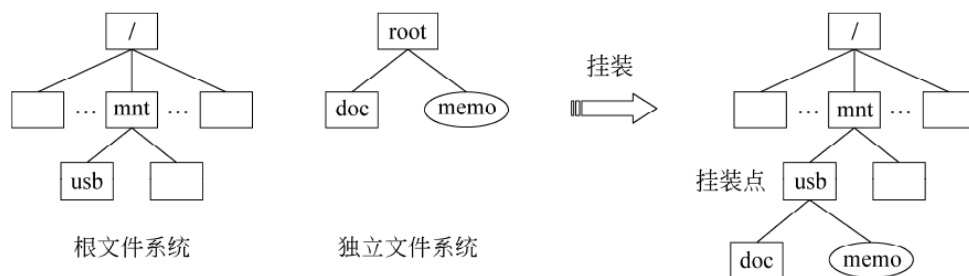 /
… mnt …
usb
根文件系统
root
doc memo
独立文件系统
挂装
/
… mnt …
挂装点 usb
doc memo